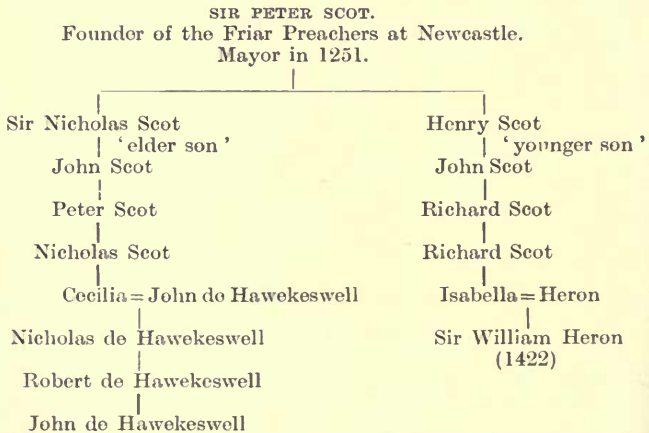 SIR PETER SCOT.
Founder of the Friar Preachers at Newcastle.
Mayor in 1251.
Sir Nicholas Scot Henry Scot
'elder son' 'younger son'
John Scot John Scot
Peter Scot Richard Scot
Nicholas Scot Richard Scot
Cecilia=John de Hawekeswell Isabella=Heron
Nicholas de Hawekeswell Sir William Heron
(1422)
Robert de Hawekeswell
John de Hawekeswell